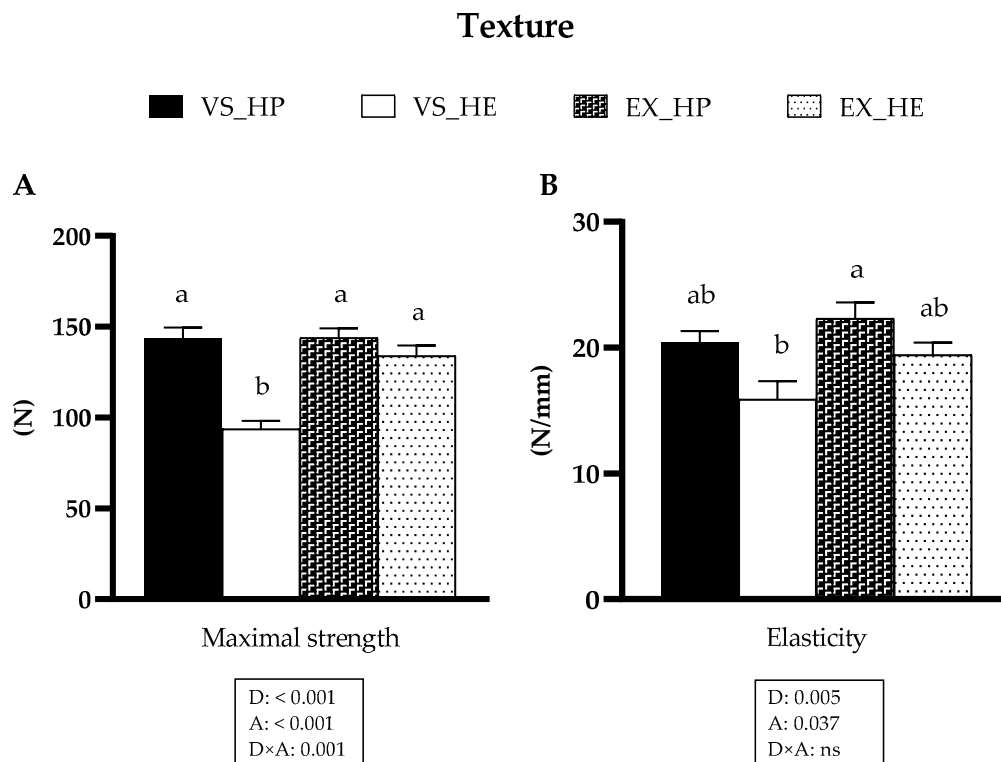 Texture
VS_HP VS_HE EX_HP EX_HE
A
200
150
100
50
0
(N)
a
b
a
a
Maximal strength
D: < 0.001
A: < 0.001
D×A: 0.001
B
30
20
10
0
(N/mm)
ab
b
a
ab
Elasticity
D: 0.005
A: 0.037
D×A: ns